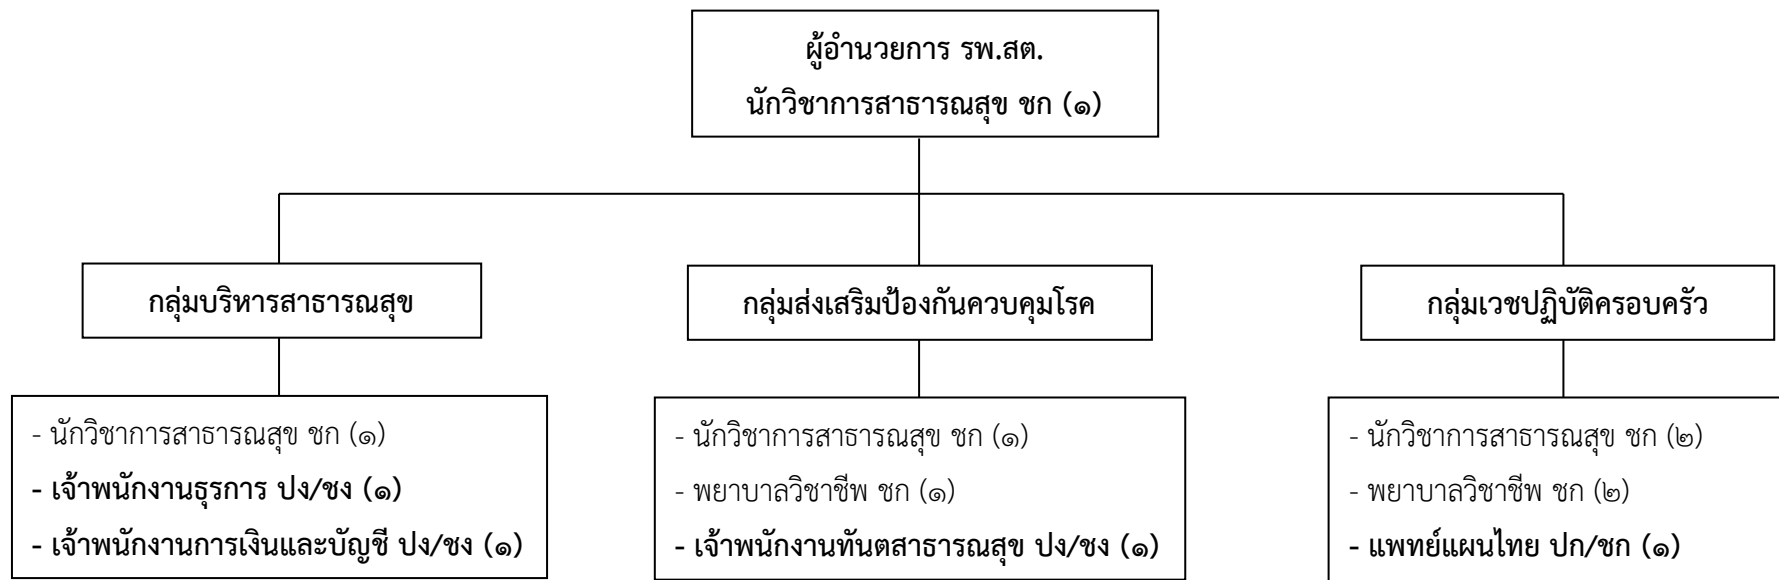 ผู้อำนวยการ รพ.สต.
นักวิชาการสาธารณสุข ชก (๑)
กลุ่มบริหารสาธารณสุข
กลุ่มส่งเสริมป้องกันควบคุมโรค
กลุ่มเวชปฏิบัติครอบครัว
- นักวิชาการสาธารณสุข ชก (๑)
- เจ้าพนักงานธุรการ ปง/ชง (๑)
- เจ้าพนักงานการเงินและบัญชี ปง/ชง (๑)
- นักวิชาการสาธารณสุข ชก (๑)
- พยาบาลวิชาชีพ ชก (๑)
- เจ้าพนักงานทันตสาธารณสุข ปง/ชง (๑)
- นักวิชาการสาธารณสุข ชก (๒)
- พยาบาลวิชาชีพ ชก (๒)
- แพทย์แผนไทย ปก/ชก (๑)